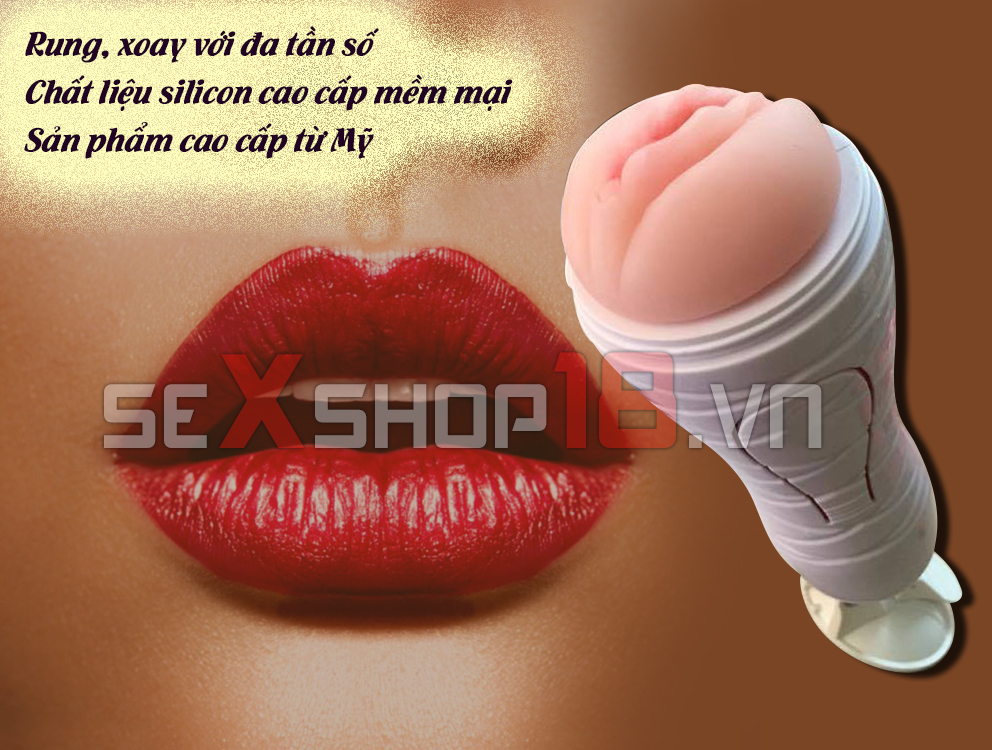 Rung, xoay với đa tần số
Chất liệu silicon cao cấp mềm mại
Sản phẩm cao cấp từ Mỹ
seXshop18.vn